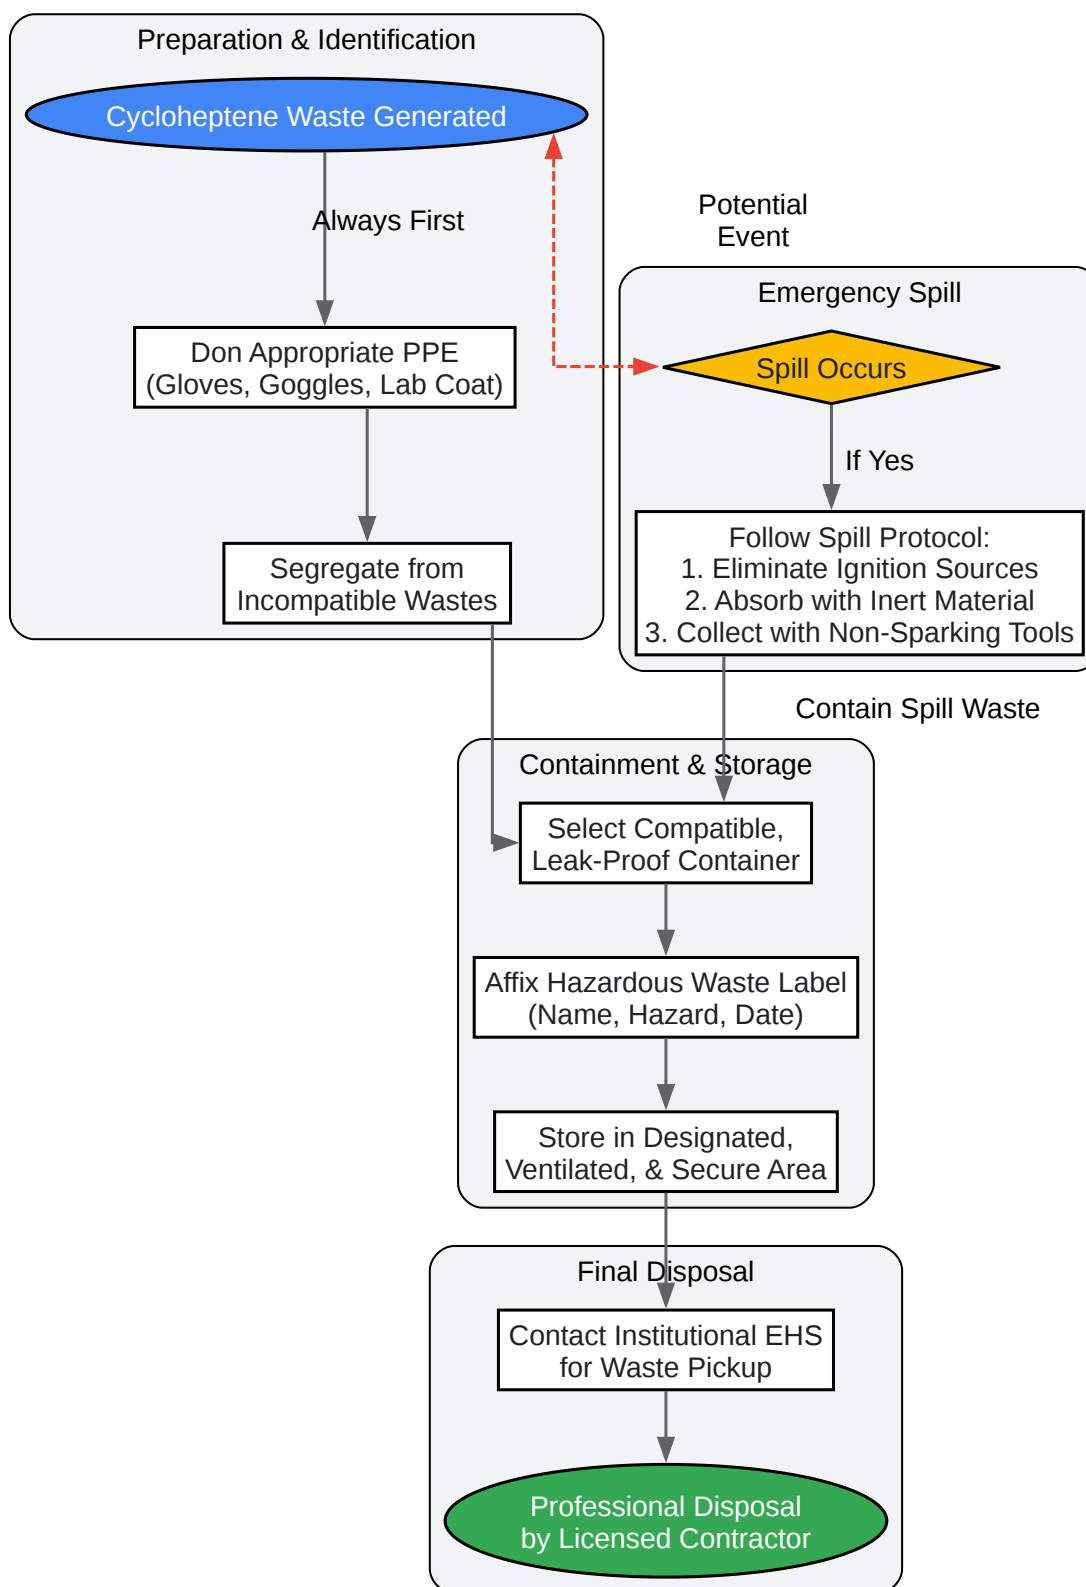 Preparation & Identification
Cycloheptene Waste Generated
Always First
Don Appropriate PPE
(Gloves, Goggles, Lab Coat)
Segregate from
Incompatible Wastes
Potential
Event
Emergency Spill
Spill Occurs
If Yes
Follow Spill Protocol:
1. Eliminate Ignition Sources
2. Absorb with Inert Material
3. Collect with Non-Sparking Tools
Contain Spill Waste
Containment & Storage
Select Compatible,
Leak-Proof Container
Affix Hazardous Waste Label
(Name, Hazard, Date)
Store in Designated,
Ventilated, & Secure Area
Final Disposal
Contact Institutional EHS
for Waste Pickup
Professional Disposal
by Licensed Contractor